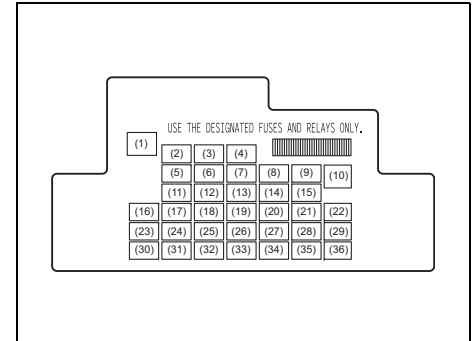 USE THE DESIGNATED FUSES AND RELAYS ONLY.
(1)
(2) (3) (4)
(5) (6) (7) (8) (9) (10)
(11) (12) (13) (14) (15)
(16) (17) (18) (19) (20) (21) (22)
(23) (24) (25) (26) (27) (28) (29)
(30) (31) (32) (33) (34) (35) (36)